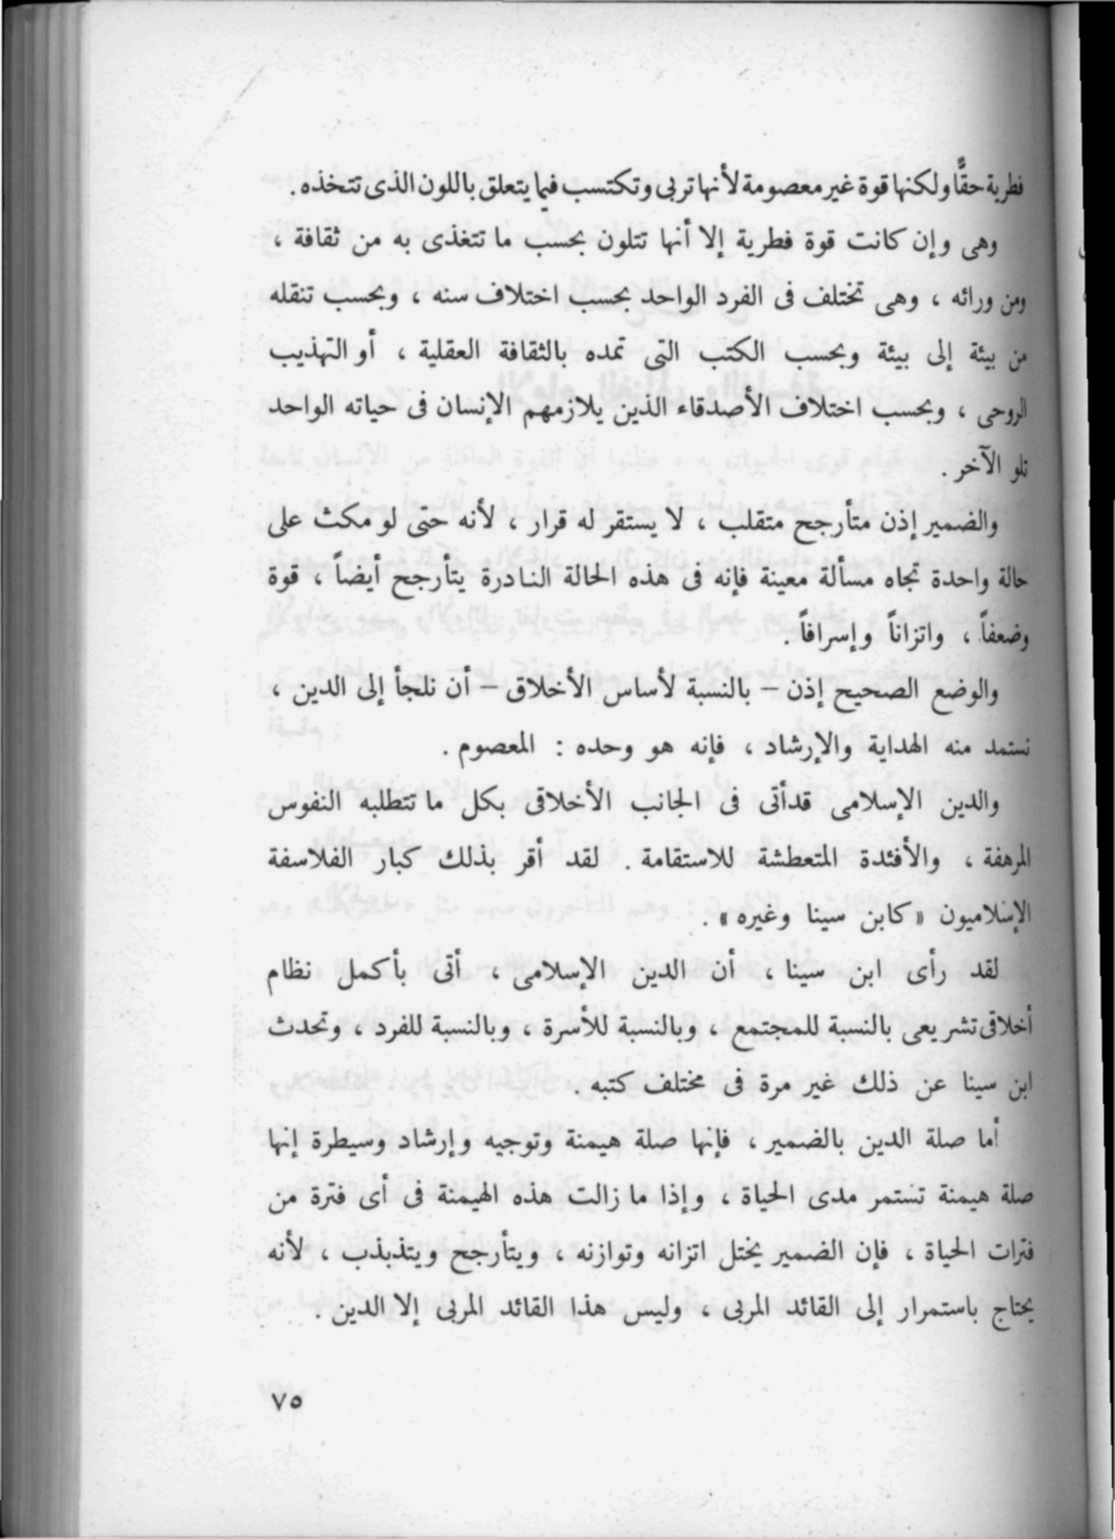 فطرية حقًّا ولكنها قوة غير معصومة لأنها تربى وتكتسب فيما يتعلق باللون الذى تتخذه .
وهى وإن كانت قوة فطرية إلا أنها تتلون بحسب ما تتغذى به من ثقافة ،
ومن ورائه ، وهى تختلف فى الفرد الواحد بحسب اختلاف سنه ، وبحسب تنقله
من بيئة إلى بيئة وبحسب الكتب التى تمده بالثقافة العقلية ، أو التهذيب
الروحى ، وبحسب اختلاف الأصدقاء الذين يلازمهم الإنسان فى حياته الواحد
تلو الآخر .
والضمير إذن متأرجح متقلب ، لا يستقر له قرار ، لأنه حتى لو مكث على
حالة واحدة تجاه مسألة معينة فإنه فى هذه الحالة النادرة يتأرجح أيضاً ، قوة
وضعفاً ، واتزاناً وإسرافاً .
والوضع الصحيح إذن – بالنسبة لأساس الأخلاق – أن نلجأ إلى الدين ،
نستمد منه الهداية والإرشاد ، فإنه هو وحده : المعصوم .
والدين الإسلامى قدأتى فى الجانب الأخلاقى بكل ما تتطلبه النفوس
المرهفة ، والأفئدة المتعطشة للاستقامة . لقد أقر بذلك كبار الفلاسفة
الإسلاميون « كابن سينا وغيره » .
لقد رأى ابن سينا ، أن الدين الإسلامى ، أتى بأكمل نظام
أخلاقى تشريعى بالنسبة للمجتمع ، وبالنسبة للأسرة ، وبالنسبة للفرد ، وتحدث
ابن سينا عن ذلك غير مرة فى مختلف كتبه .
أما صلة الدين بالضمير ، فإنها صلة هيمنة وتوجيه وإرشاد وسيطرة إنها
صلة هيمنة تستمر مدى الحياة ، وإذا ما زالت هذه الهيمنة فى أى فترة من
فترات الحياة ، فإن الضمير يختل اتزانه وتوازنه ، ويتأرجح ويتذبذب ، لأنه
يحتاج باستمرار إلى القائد المربى ، وليس هذا القائد المربى إلا الدين .
٧٥